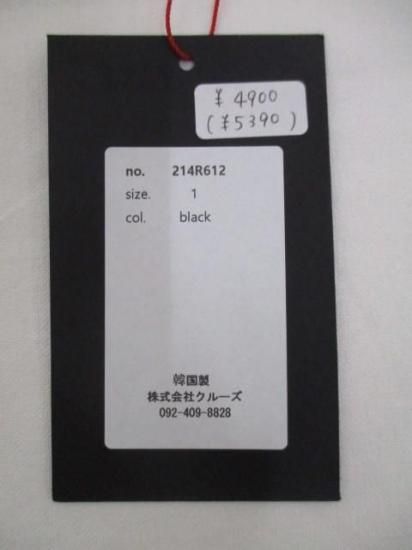 ¥4900
(¥5390)
no. 214R612
size. 1
col. black
韓国製
株式会社クルーズ
092-409-8828